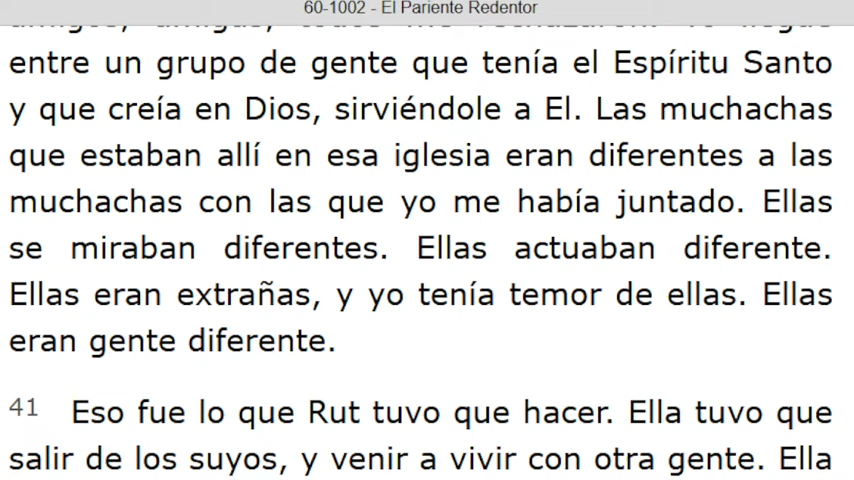 60-1002 - El Pariente Redentor
entre un grupo de gente que tenía el Espíritu Santo
y que creía en Dios, sirviéndole a El. Las muchachas
que estaban allí en esa iglesia eran diferentes a las
muchachas con las que yo me había juntado. Ellas
se miraban diferentes. Ellas actuaban diferente.
Ellas eran extrañas, y yo tenía temor de ellas. Ellas
eran gente diferente.
41 Eso fue lo que Rut tuvo que hacer. Ella tuvo que
salir de los suyos, y venir a vivir con otra gente. Ella